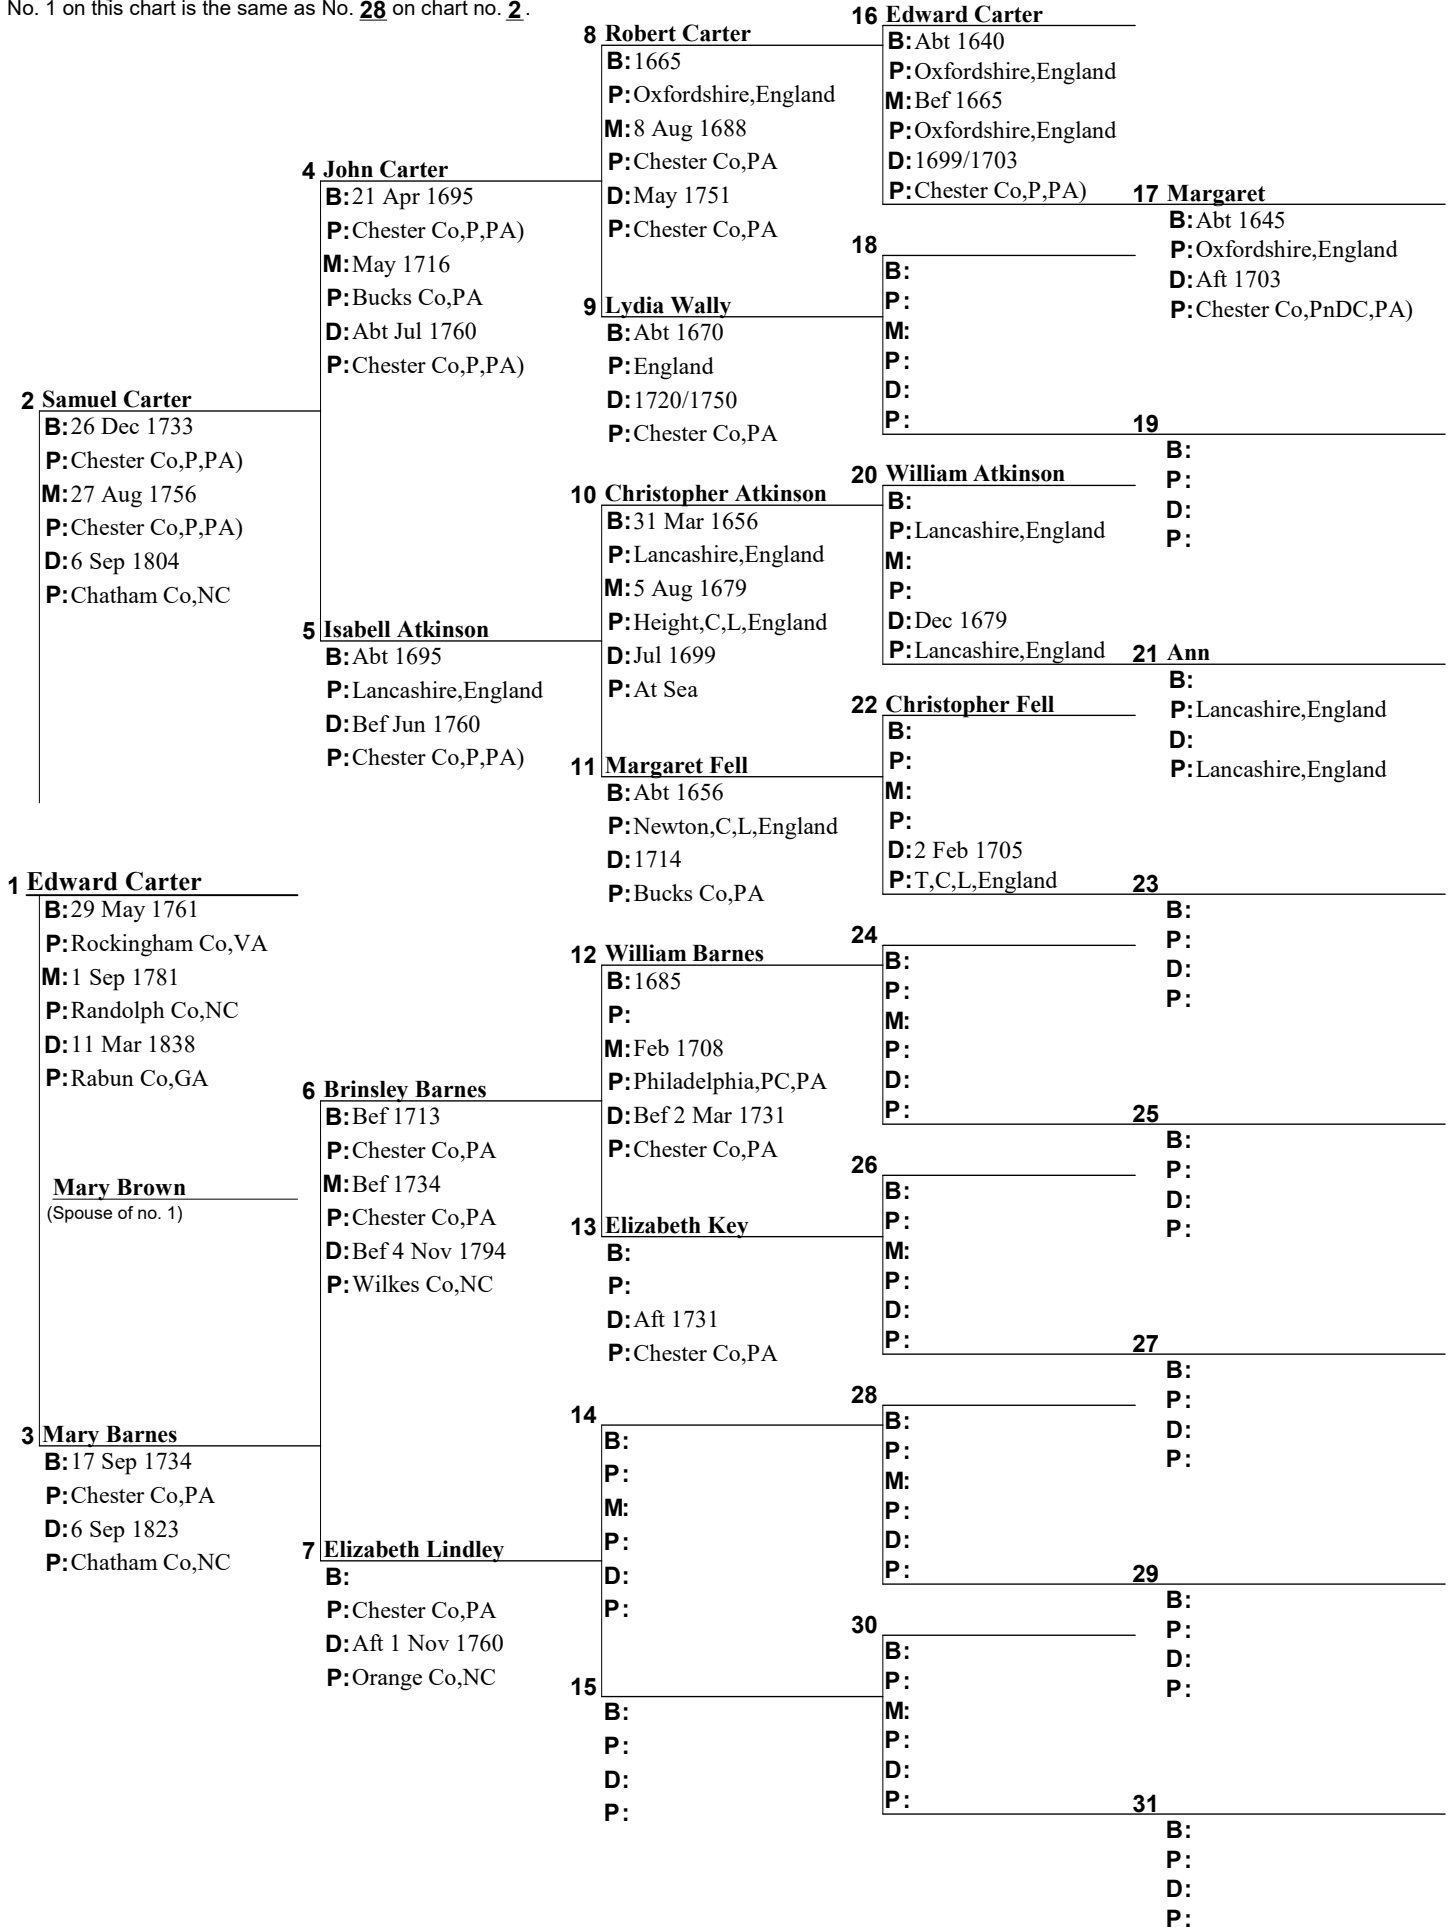 No. 1 on this chart is the same as No. 28 on chart no. 2.
16 Edward Carter
B: Abt 1640
P: Oxfordshire,England
M: Bef 1665
P: Oxfordshire,England
D: 1699/1703
P: Chester Co,P,PA)
8 Robert Carter
B: 1665
P: Oxfordshire,England
M: 8 Aug 1688
P: Chester Co,PA
D: May 1751
P: Chester Co,PA
17 Margaret
B: Abt 1645
P: Oxfordshire,England
D: Aft 1703
P: Chester Co,PnDC,PA)
4 John Carter
B: 21 Apr 1695
P: Chester Co,P,PA)
M: May 1716
P: Bucks Co,PA
D: Abt Jul 1760
P: Chester Co,P,PA)
18
B:
P:
M:
P:
D:
P:
9 Lydia Wally
B: Abt 1670
P: England
D: 1720/1750
P: Chester Co,PA
19
B:
P:
D:
P:
2 Samuel Carter
B: 26 Dec 1733
P: Chester Co,P,PA)
M: 27 Aug 1756
P: Chester Co,P,PA)
D: 6 Sep 1804
P: Chatham Co,NC
20 William Atkinson
B:
P: Lancashire,England
M:
P:
D: Dec 1679
P: Lancashire,England
10 Christopher Atkinson
B: 31 Mar 1656
P: Lancashire,England
M: 5 Aug 1679
P: Height,C,L,England
D: Jul 1699
P: At Sea
21 Ann
B:
P: Lancashire,England
D:
P: Lancashire,England
5 Isabell Atkinson
B: Abt 1695
P: Lancashire,England
D: Bef Jun 1760
P: Chester Co,P,PA)
22 Christopher Fell
B:
P:
M:
P:
D: 2 Feb 1705
P: T,C,L,England
11 Margaret Fell
B: Abt 1656
P: Newton,C,L,England
D: 1714
P: Bucks Co,PA
23
B:
P:
D:
P:
1 Edward Carter
B: 29 May 1761
P: Rockingham Co,VA
M: 1 Sep 1781
P: Randolph Co,NC
D: 11 Mar 1838
P: Rabun Co,GA
Mary Brown
(Spouse of no. 1)
24
B:
P:
M:
P:
D:
P:
12 William Barnes
B: 1685
P:
M: Feb 1708
P: Philadelphia,PC,PA
D: Bef 2 Mar 1731
P: Chester Co,PA
25
B:
P:
D:
P:
6 Brinsley Barnes
B: Bef 1713
P: Chester Co,PA
M: Bef 1734
P: Chester Co,PA
D: Bef 4 Nov 1794
P: Wilkes Co,NC
26
B:
P:
M:
P:
D:
P:
13 Elizabeth Key
B:
P:
D: Aft 1731
P: Chester Co,PA
27
B:
P:
D:
P:
3 Mary Barnes
B: 17 Sep 1734
P: Chester Co,PA
D: 6 Sep 1823
P: Chatham Co,NC
28
B:
P:
M:
P:
D:
P:
14
B:
P:
M:
P:
D:
P:
29
B:
P:
D:
P:
7 Elizabeth Lindley
B:
P: Chester Co,PA
D: Aft 1 Nov 1760
P: Orange Co,NC
30
B:
P:
M:
P:
D:
P:
15
B:
P:
D:
P:
31
B:
P:
D:
P: